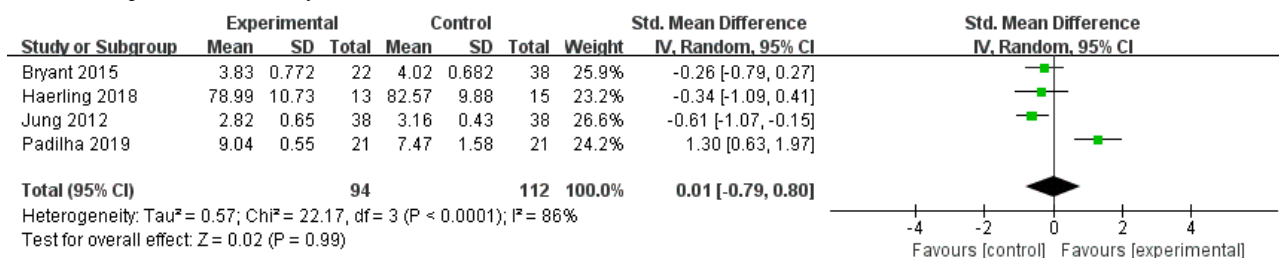 Experimental Control Std. Mean Difference Std. Mean Difference
Study or Subgroup Mean SD Total Mean SD Total Weight IV, Random, 95% CI IV, Random, 95% CI
Bryant 2015 3.83 0.772 22 4.02 0.682 38 25.9% -0.26 [-0.79, 0.27]
Haerling 2018 78.99 10.73 13 82.57 9.88 15 23.2% -0.34 [-1.09, 0.41]
Jung 2012 2.82 0.65 38 3.16 0.43 38 26.6% -0.61 [-1.07, -0.15]
Padilha 2019 9.04 0.55 21 7.47 1.58 21 24.2% 1.30 [0.63, 1.97]
Total (95% CI) 94 112 100.0% 0.01 [-0.79, 0.80]
Heterogeneity: Tau² = 0.57; Chi² = 22.17, df = 3 (P < 0.0001); I² = 86%
Test for overall effect: Z = 0.02 (P = 0.99)
-4 -2 0 2 4
Favours [control] Favours [experimental]